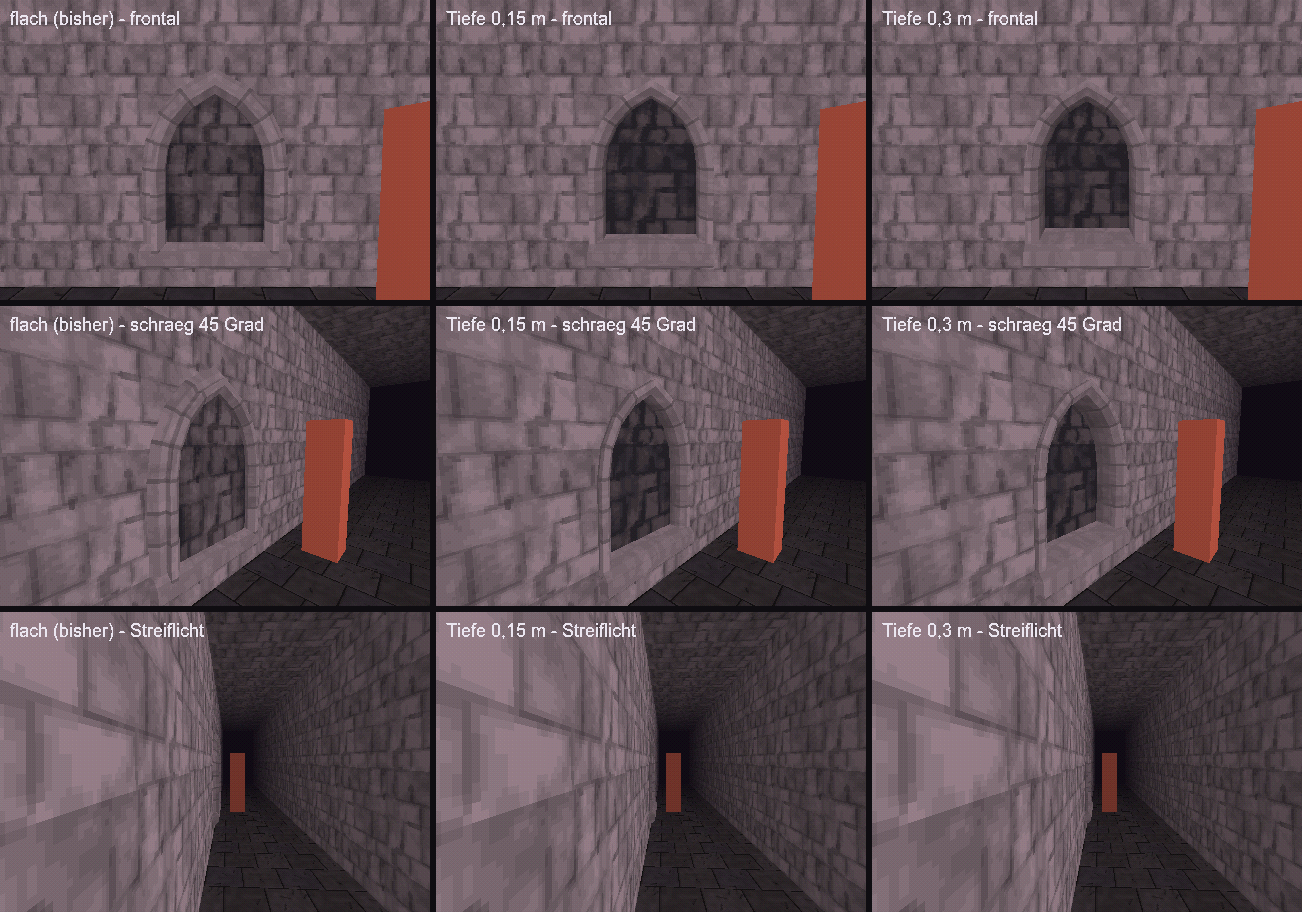 flach (bisher) - frontal
Tiefe 0,15 m - frontal
Tiefe 0,3 m - frontal
flach (bisher) - schraeg 45 Grad
Tiefe 0,15 m - schraeg 45 Grad
Tiefe 0,3 m - schraeg 45 Grad
flach (bisher) - Streiflicht
Tiefe 0,15 m - Streiflicht
Tiefe 0,3 m - Streiflicht